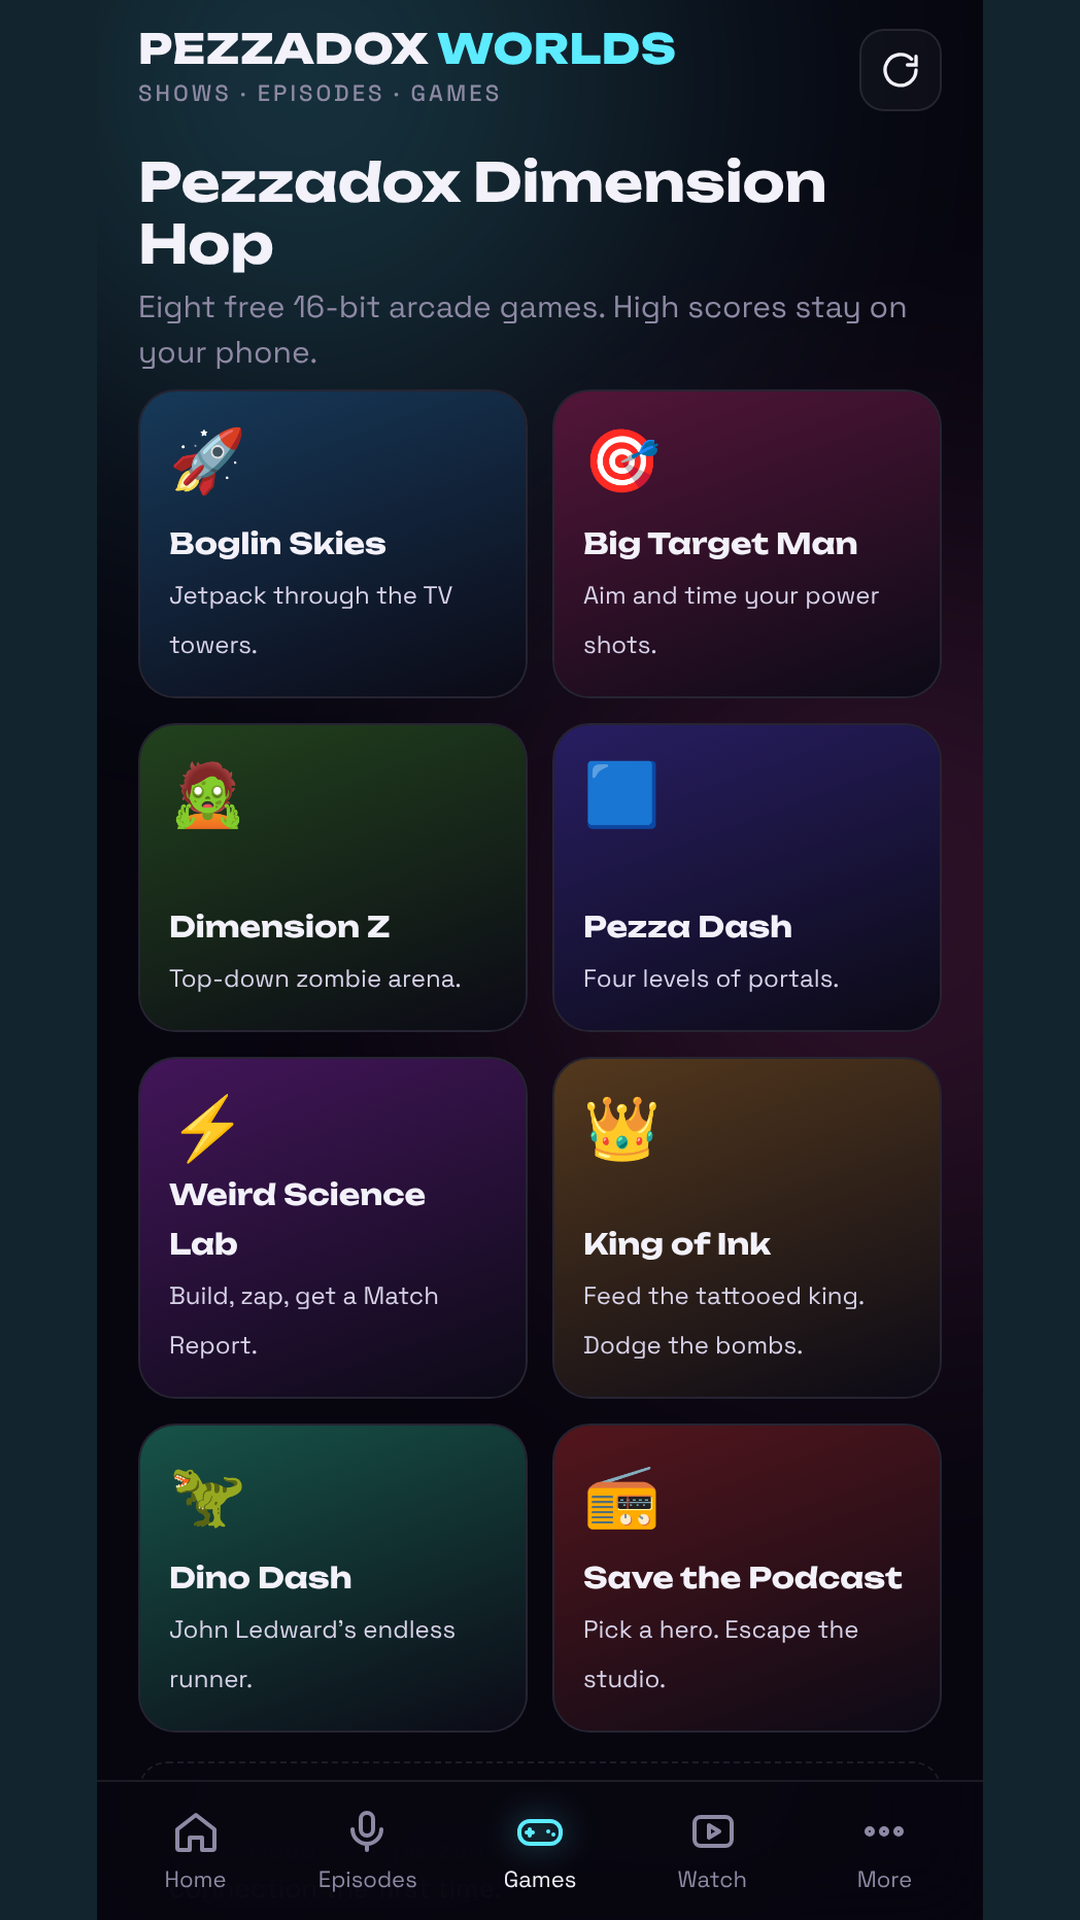 PEZZADOX WORLDS
SHOWS · EPISODES · GAMES
Pezzadox Dimension
Hop
Eight free 16-bit arcade games. High scores stay on
your phone.
Boglin Skies
Jetpack through the TV
towers.
Big Target Man
Aim and time your power
shots.
Dimension Z
Top-down zombie arena.
Pezza Dash
Four levels of portals.
Weird Science
Lab
Build, zap, get a Match
Report.
King of Ink
Feed the tattooed king.
Dodge the bombs.
Dino Dash
John Ledward's endless
runner.
Save the Podcast
Pick a hero. Escape the
studio.
connection the first time.
Home
Episodes
Games
Watch
More